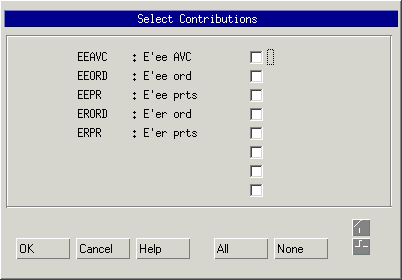 Select Contributions
EEAVC : E'ee AVC
EEORD : E'ee ord
EEPR : E'ee prts
ERORD : E'er ord
ERPR : E'er prts
OK Cancel Help All None